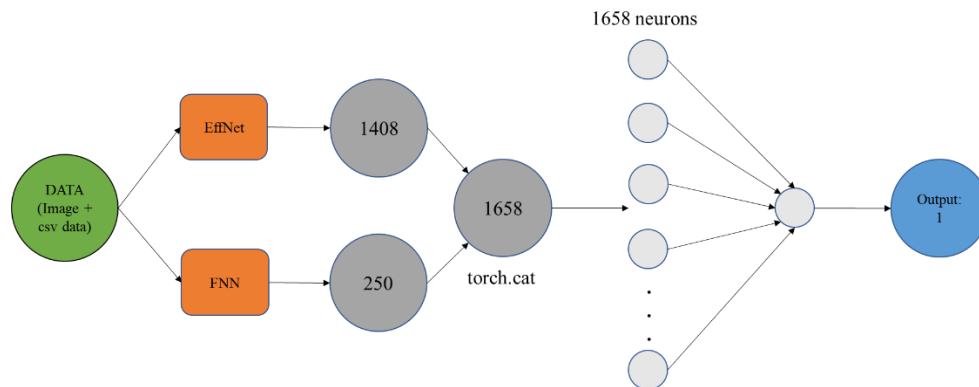 1658 neurons
EffNet
1408
DATA
(Image +
csv data)
1658
Output:
1
FNN
250
torch.cat